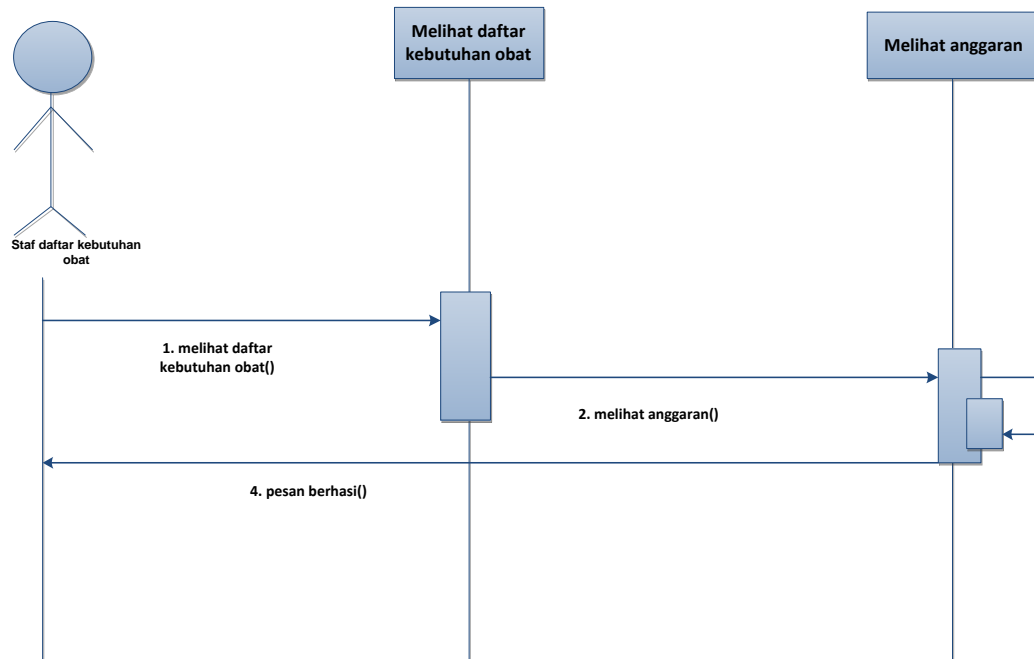 Melihat daftar
kebutuhan obat
Melihat anggaran
Staf daftar kebutuhan
obat
1. melihat daftar
kebutuhan obat()
2. melihat anggaran()
4. pesan berhasi()